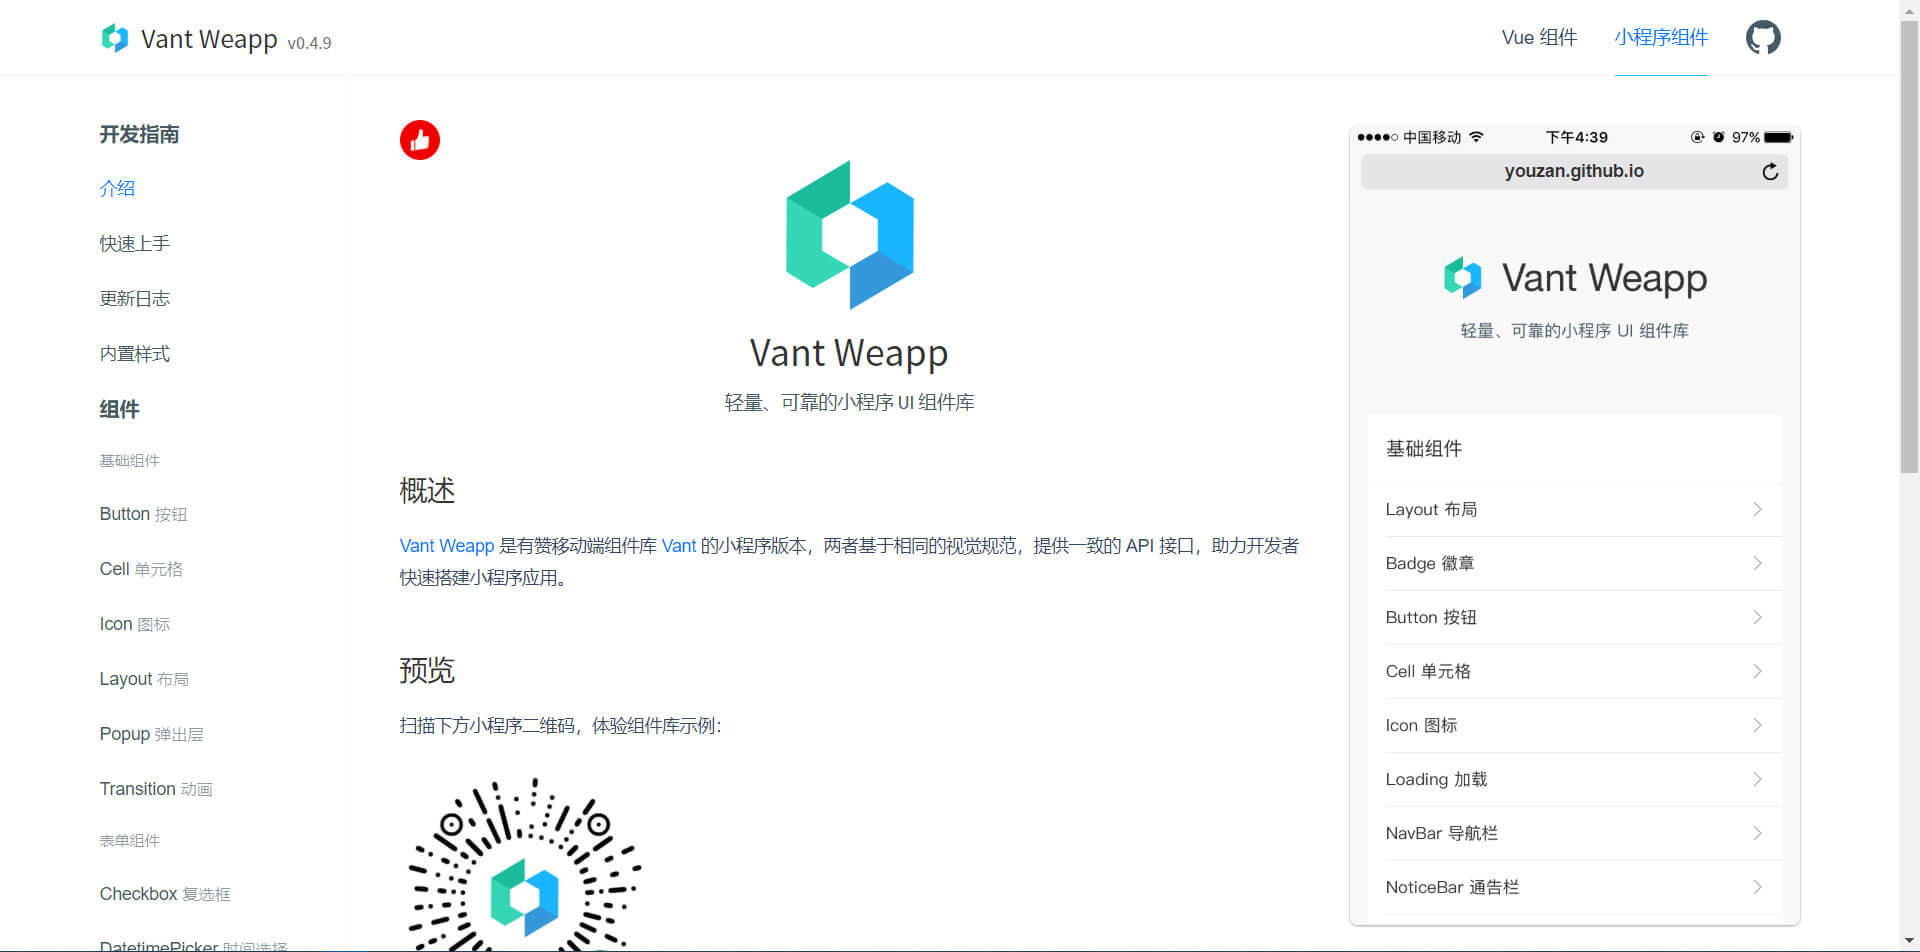 Vant Weapp v0.4.9
Vue 组件
小程序组件
开发指南
介绍
快速上手
更新日志
内置样式
组件
基础组件
Button 按钮
Cell 单元格
Icon 图标
Layout 布局
Popup 弹出层
Transition 动画
表单组件
Checkbox 复选框
DatetimePicker 时间选择
Vant Weapp
轻量、可靠的小程序 UI 组件库
概述
Vant Weapp 是有赞移动端组件库 Vant 的小程序版本，两者基于相同的视觉规范，提供一致的 API 接口，助力开发者
快速搭建小程序应用。
预览
扫描下方小程序二维码，体验组件库示例：
中国移动 下午4:39 97%
youzan.github.io
Vant Weapp
轻量、可靠的小程序 UI 组件库
基础组件
Layout 布局
Badge 徽章
Button 按钮
Cell 单元格
Icon 图标
Loading 加载
NavBar 导航栏
NoticeBar 通告栏